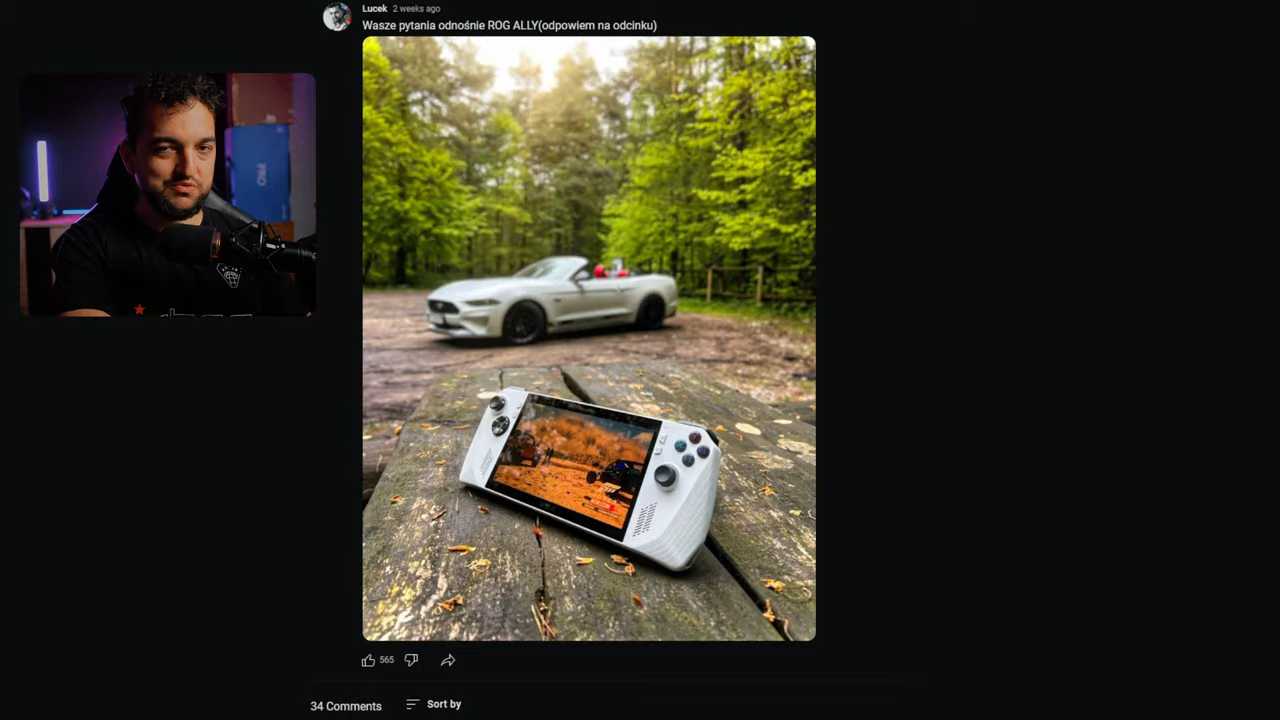 Lucek 2 weeks ago
Wasze pytania odnośnie ROG ALLY(odpowiem na odcinku)
565
34 Comments
Sort by